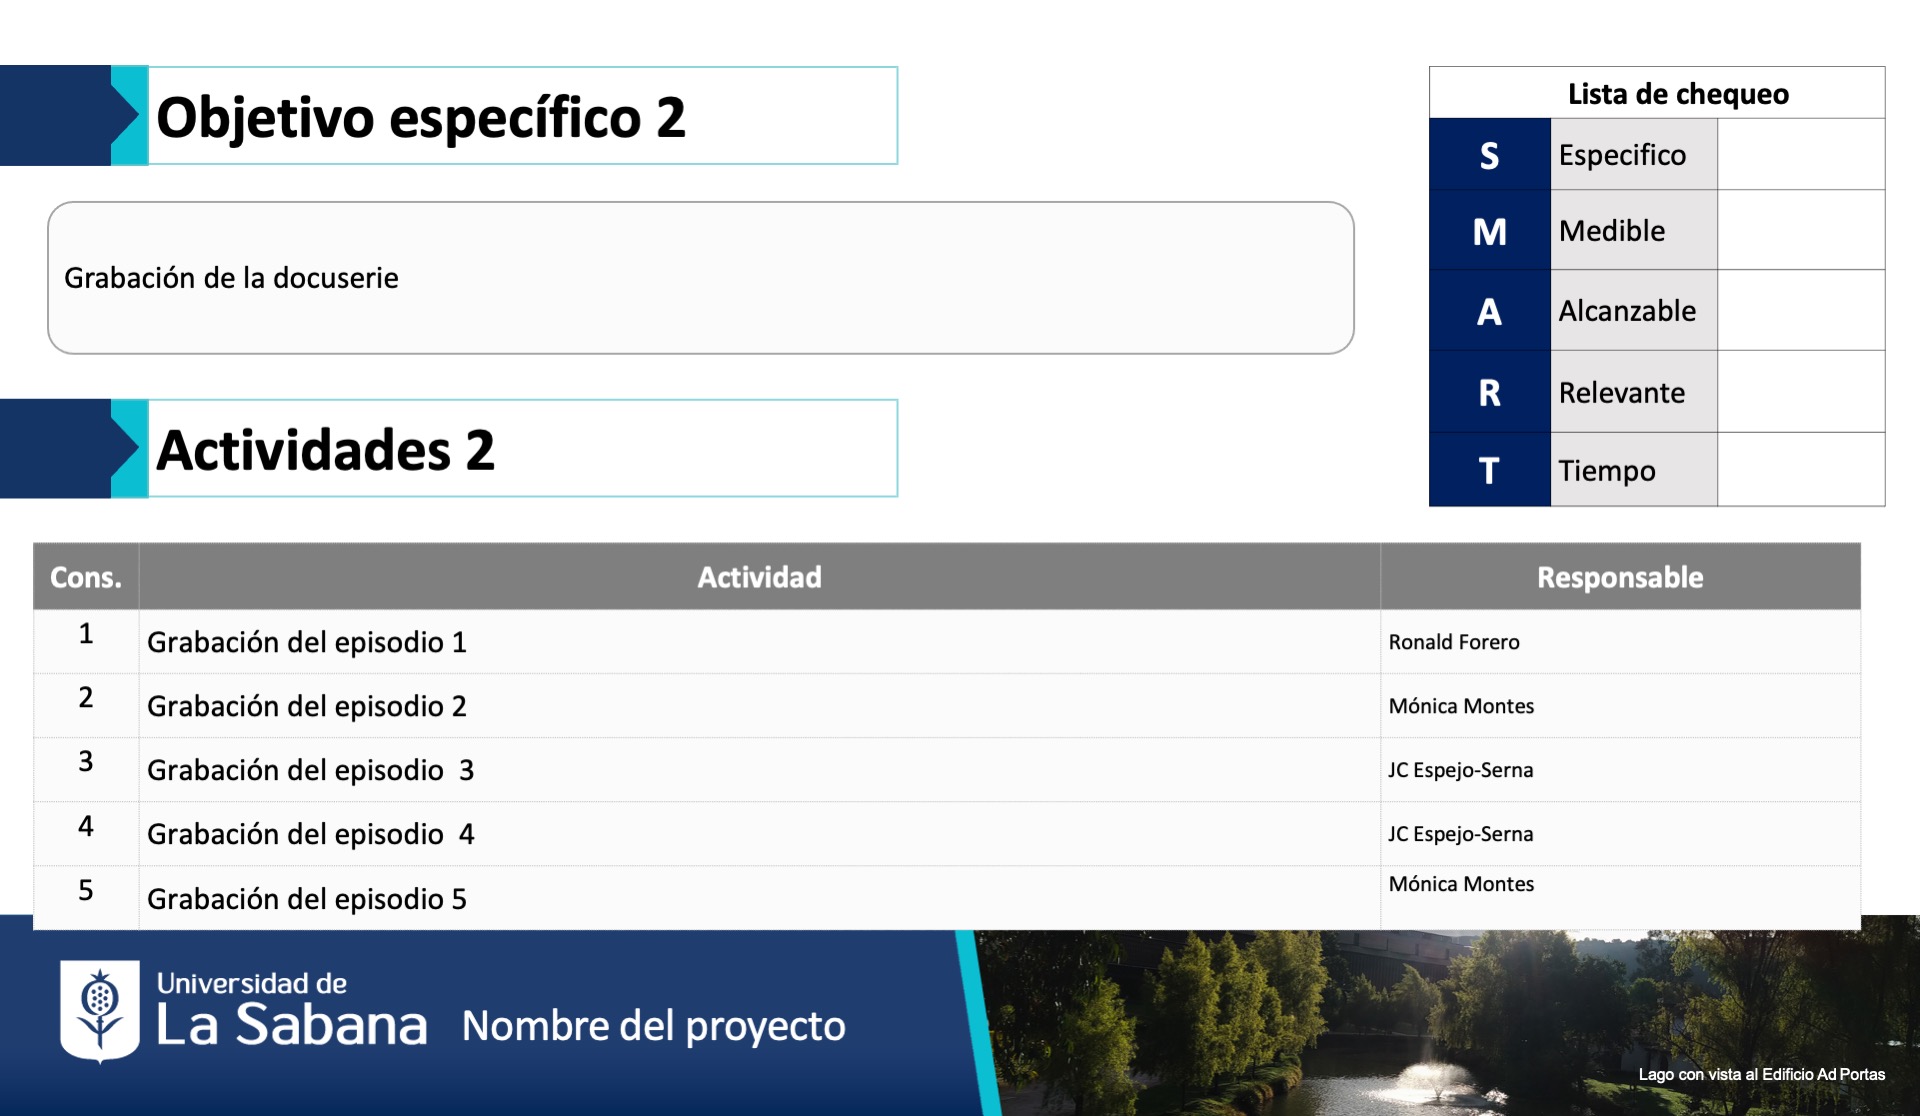 Objetivo específico 2
Grabación de la docuserie
Lista de chequeo
S Especifico
M Medible
A Alcanzable
R Relevante
T Tiempo
Actividades 2
Cons. Actividad Responsable
1 Grabación del episodio 1 Ronald Forero
2 Grabación del episodio 2 Mónica Montes
3 Grabación del episodio  3 JC Espejo-Serna
4 Grabación del episodio  4 JC Espejo-Serna
5 Grabación del episodio 5 Mónica Montes
Universidad de
La Sabana
Nombre del proyecto
Lago con vista al Edificio Ad Portas